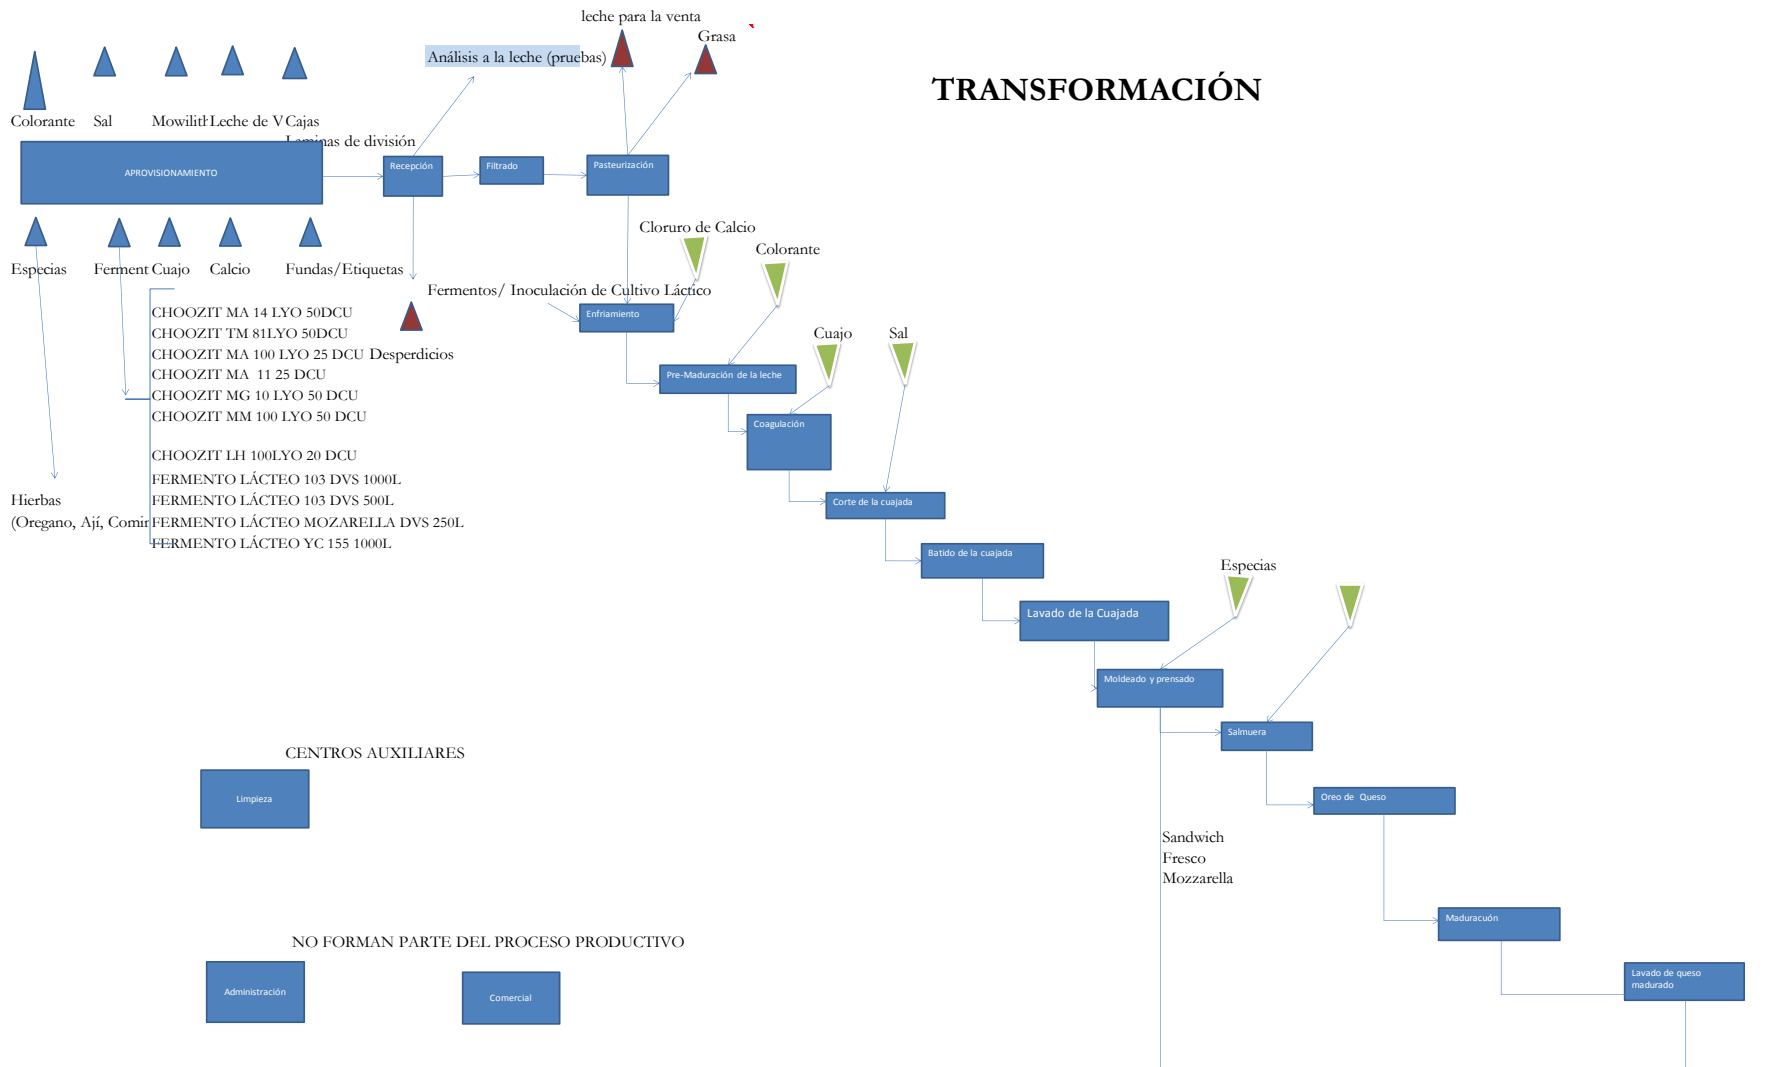 leche para la venta
Grasa
Análisis a la leche (pruebas)
TRANSFORMACIÓN
Colorante
Sal
Mowilith
Leche de V
Cajas
Laminas de división
APROVISIONAMIENTO
Recepción
Filtrado
Pasteurización
Cloruro de Calcio
Colorante
Especias
Ferment
Cuajo
Calcio
Fundas/Etiquetas
Fermentos/ Inoculación de Cultivo Láctico
Enfriamiento
CHOOZIT MA 14 LYO 50DCU
CHOOZIT TM 81LYO 50DCU
CHOOZIT MA 100 LYO 25 DCU
Desperdicios
CHOOZIT MA 11 25 DCU
CHOOZIT MG 10 LYO 50 DCU
CHOOZIT MM 100 LYO 50 DCU
CHOOZIT LH 100LYO 20 DCU
FERMENTO LÁCTEO 103 DVS 1000L
FERMENTO LÁCTEO 103 DVS 500L
FERMENTO LÁCTEO MOZARELLA DVS 250L
FERMENTO LÁCTEO YC 155 1000L
Hierbas
(Oregano, Ají, Comin
Cuajo
Sal
Pre-Maduración de la leche
Coagulación
Corte de la cuajada
Batido de la cuajada
Especias
Lavado de la Cuajada
Moldeado y prensado
Salmuera
CENTROS AUXILIARES
Limpieza
Oreo de Queso
Sandwich
Fresco
Mozzarella
Maduracuón
NO FORMAN PARTE DEL PROCESO PRODUCTIVO
Administración
Comercial
Lavado de queso
madurado